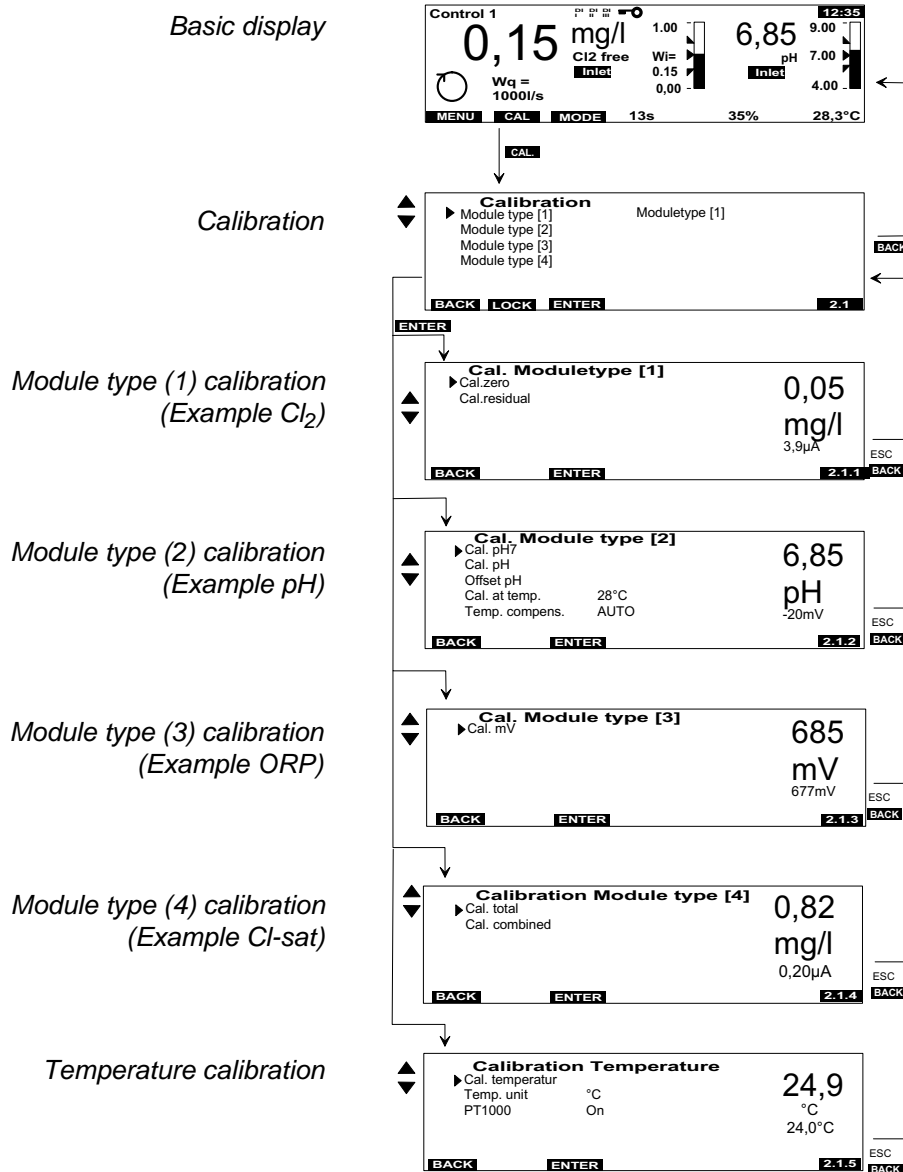 Basic display
Control 1
DI DI DI
I II III
12:35
0,15 mg/l
Cl2 free
Inlet
Wq =
1000l/s
1.00
Wi=
0.15
0,00
6,85
pH
Inlet
9.00
7.00
4.00
MENU CAL MODE 13s 35% 28,3°C
CAL.
Calibration
Calibration
Module type [1] Moduletype [1]
Module type [2]
Module type [3]
Module type [4]
BACK LOCK ENTER 2.1
BACK
ENTER
Module type (1) calibration
(Example Cl2)
Cal. Moduletype [1]
Cal.zero
Cal.residual
0,05
mg/l
3,9µA
BACK ENTER 2.1.1
ESC
BACK
Module type (2) calibration
(Example pH)
Cal. Module type [2]
Cal. pH7
Cal. pH
Offset pH
Cal. at temp. 28°C
Temp. compens. AUTO
6,85
pH
-20mV
BACK ENTER 2.1.2
ESC
BACK
Module type (3) calibration
(Example ORP)
Cal. Module type [3]
Cal. mV
685
mV
677mV
BACK ENTER 2.1.3
ESC
BACK
Module type (4) calibration
(Example Cl-sat)
Calibration Module type [4]
Cal. total
Cal. combined
0,82
mg/l
0,20µA
BACK ENTER 2.1.4
ESC
BACK
Temperature calibration
Calibration Temperature
Cal. temperatur
Temp. unit °C
PT1000 On
24,9
°C
24,0°C
BACK ENTER 2.1.5
ESC
BACK